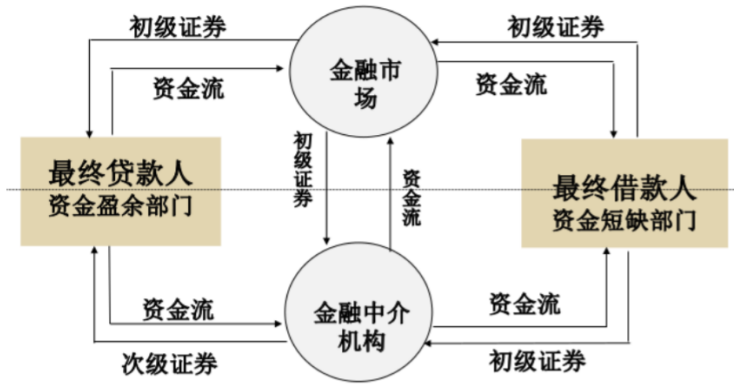 初级证券
初级证券
金融市
场
资金流
资金流
初级证券
资金流
最终贷款人
资金盈余部门
最终借款人
资金短缺部门
资金流
金融中介
机构
资金流
次级证券
初级证券